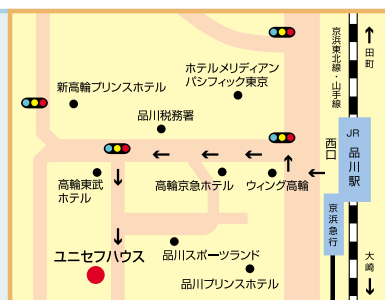 京浜東北線・山手線
田町
ホテルメリディアン
パシフィック東京
新高輪プリンスホテル
品川税務署
JR
品川駅
西口
高輪東武
ホテル
高輪京急ホテル
ウィング高輪
京浜急行
ユニセフハウス
品川スポーツランド
品川プリンスホテル
大崎